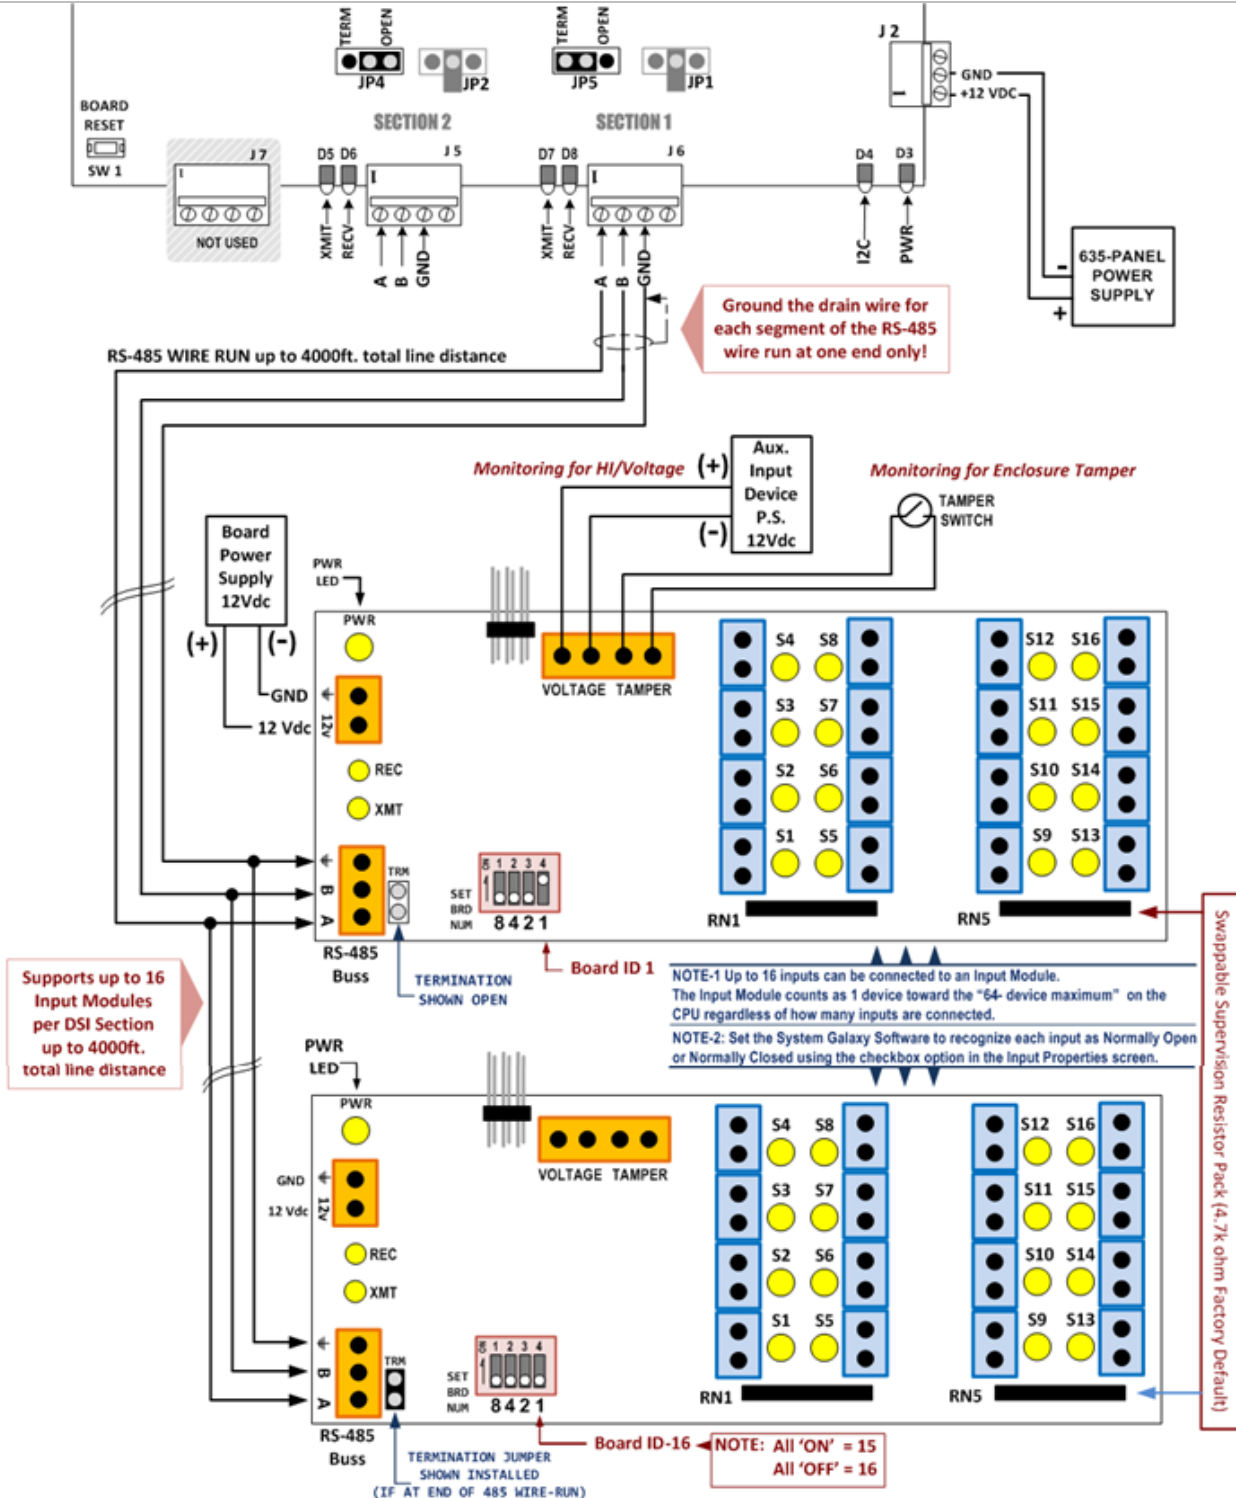 TERM
OPEN
JP4
JP2
TERM
OPEN
JP5
JP1
J 2
GND
+12 VDC
BOARD
RESET
SW 1
SECTION 2
SECTION 1
J 7
NOT USED
D5 D6
J 5
D7 D8
J 6
D4
D3
XMIT
RECV
A
B
GND
XMIT
RECV
A
B
GND
I2C
PWR
635-PANEL
POWER
SUPPLY
-
+
Ground the drain wire for
each segment of the RS-485
wire run at one end only!
RS-485 WIRE RUN up to 4000ft. total line distance
Monitoring for HI/Voltage
(+)
(-)
Aux.
Input
Device
P.S.
12Vdc
Monitoring for Enclosure Tamper
TAMPER
SWITCH
Board
Power
Supply
12Vdc
(+)
(-)
PWR
LED
PWR
GND
12 Vdc
12v
REC
XMT
VOLTAGE TAMPER
S4 S8
S3 S7
S2 S6
S1 S5
RN1
S12 S16
S11 S15
S10 S14
S9 S13
RN5
B
A
TRM
RS-485
Buss
ON
1 2 3 4
SET
BRD
NUM
8 4 2 1
Board ID 1
TERMINATION
SHOWN OPEN
Supports up to 16
Input Modules
per DSI Section
up to 4000ft.
total line distance
NOTE-1 Up to 16 inputs can be connected to an Input Module.
The Input Module counts as 1 device toward the “64- device maximum” on the
CPU regardless of how many inputs are connected.
NOTE-2: Set the System Galaxy Software to recognize each input as Normally Open
or Normally Closed using the checkbox option in the Input Properties screen.
Swappable Supervision Resistor Pack (4.7k ohm Factory Default)
PWR
LED
PWR
GND
12 Vdc
12v
REC
XMT
VOLTAGE TAMPER
S4 S8
S3 S7
S2 S6
S1 S5
RN1
S12 S16
S11 S15
S10 S14
S9 S13
RN5
B
A
TRM
RS-485
Buss
ON
1 2 3 4
SET
BRD
NUM
8 4 2 1
Board ID-16
NOTE: All ‘ON’ = 15
All ‘OFF’ = 16
TERMINATION JUMPER
SHOWN INSTALLED
(IF AT END OF 485 WIRE-RUN)